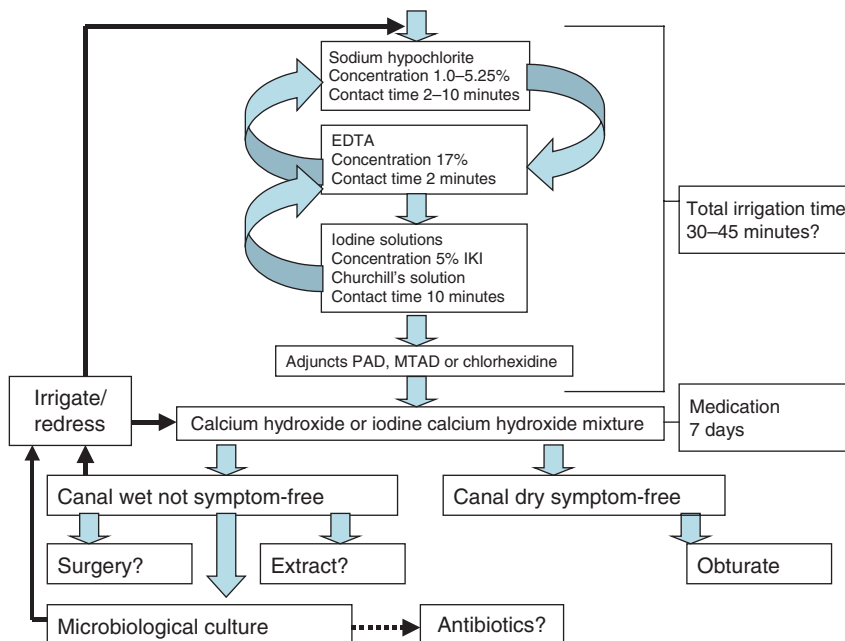 Sodium hypochlorite
Concentration 1.0–5.25%
Contact time 2–10 minutes
EDTA
Concentration 17%
Contact time 2 minutes
Total irrigation time
30–45 minutes?
Iodine solutions
Concentration 5% IKI
Churchill's solution
Contact time 10 minutes
Adjuncts PAD, MTAD or chlorhexidine
Irrigate/
redress
Calcium hydroxide or iodine calcium hydroxide mixture
Medication
7 days
Canal wet not symptom-free
Canal dry symptom-free
Surgery?
Extract?
Obturate
Microbiological culture
Antibiotics?